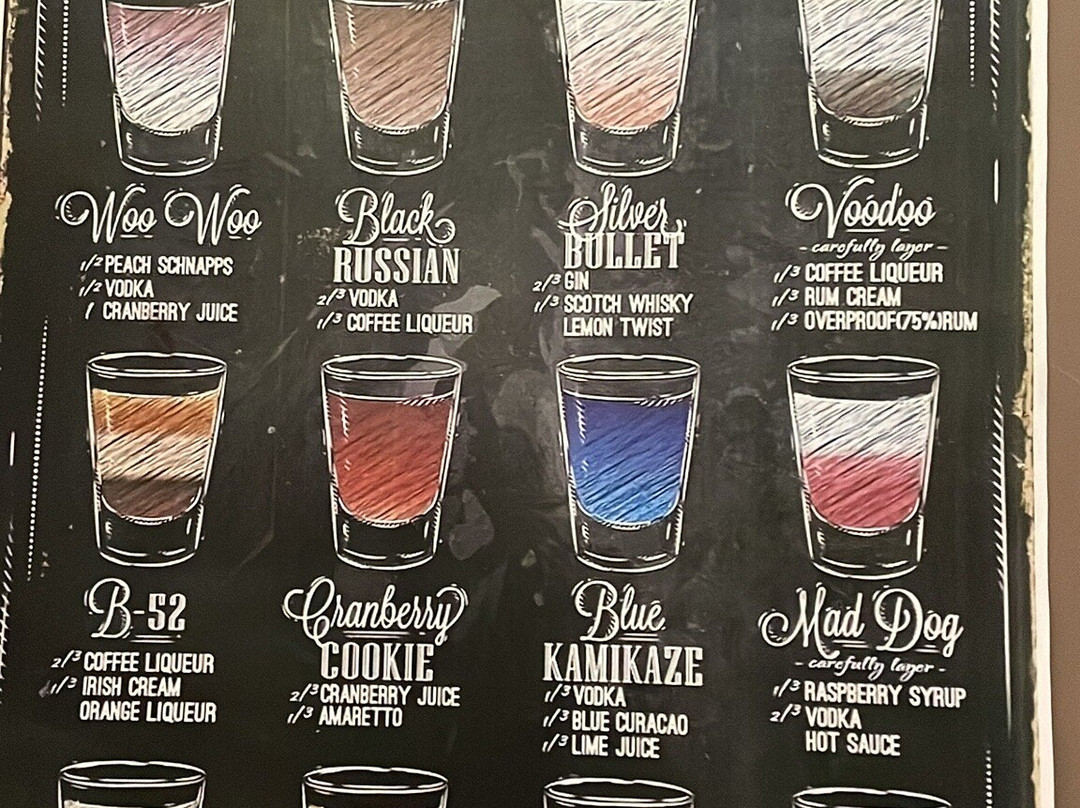 Woo Woo
1/2 PEACH SCHNAPPS
1/2 VODKA
1 CRANBERRY JUICE
Black
RUSSIAN
2/3 VODKA
1/3 COFFEE LIQUEUR
Silver
BULLET
2/3 GIN
1/3 SCOTCH WHISKY
LEMON TWIST
Voodoo
- carefully layer -
1/3 COFFEE LIQUEUR
1/3 RUM CREAM
1/3 OVERPROOF(75%)RUM
B-52
2/3 COFFEE LIQUEUR
1/3 IRISH CREAM
ORANGE LIQUEUR
Cranberry
COOKIE
2/3 CRANBERRY JUICE
1/3 AMARETTO
Blue
KAMIKAZE
1/3 VODKA
1/3 BLUE CURACAO
1/3 LIME JUICE
Mad Dog
- carefully layer -
1/3 RASPBERRY SYRUP
2/3 VODKA
HOT SAUCE